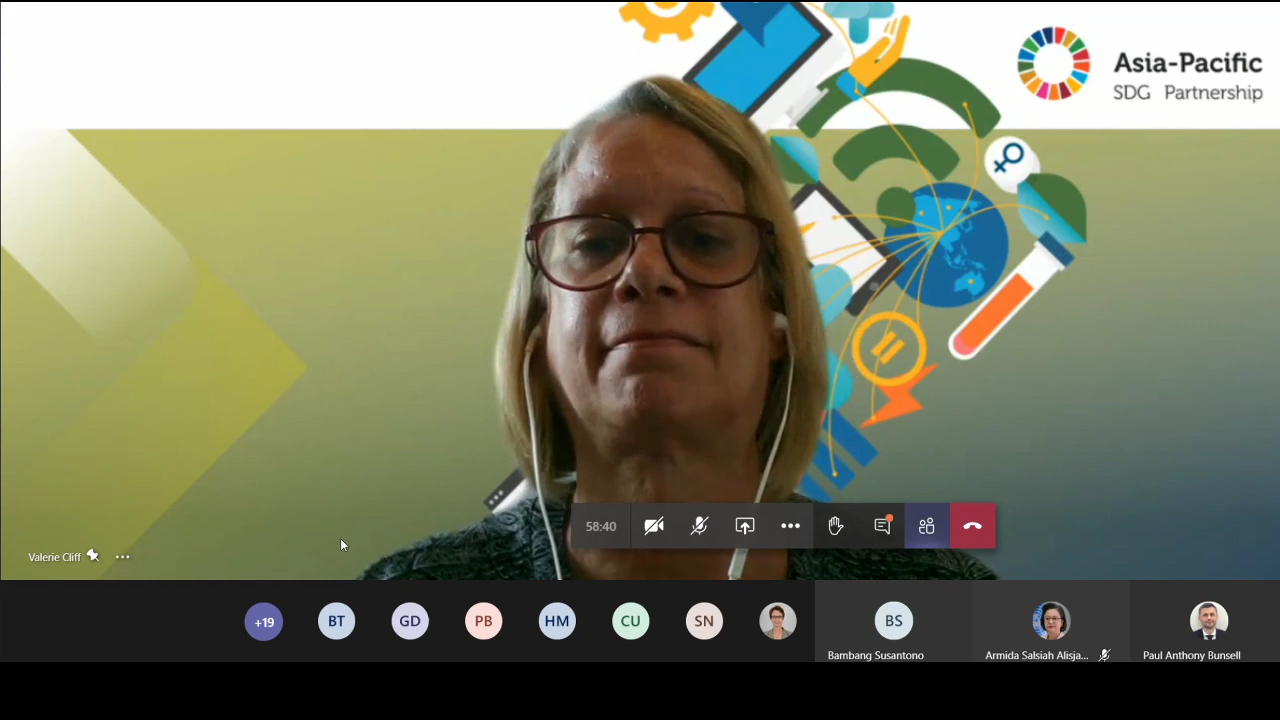 Asia-Pacific
SDG Partnership
58:40
Valerie Cliff
+19
BT
GD
PB
HM
CU
SN
BS
Bambang Susantono
Armida Salsiah Alisja...
Paul Anthony Bunsell